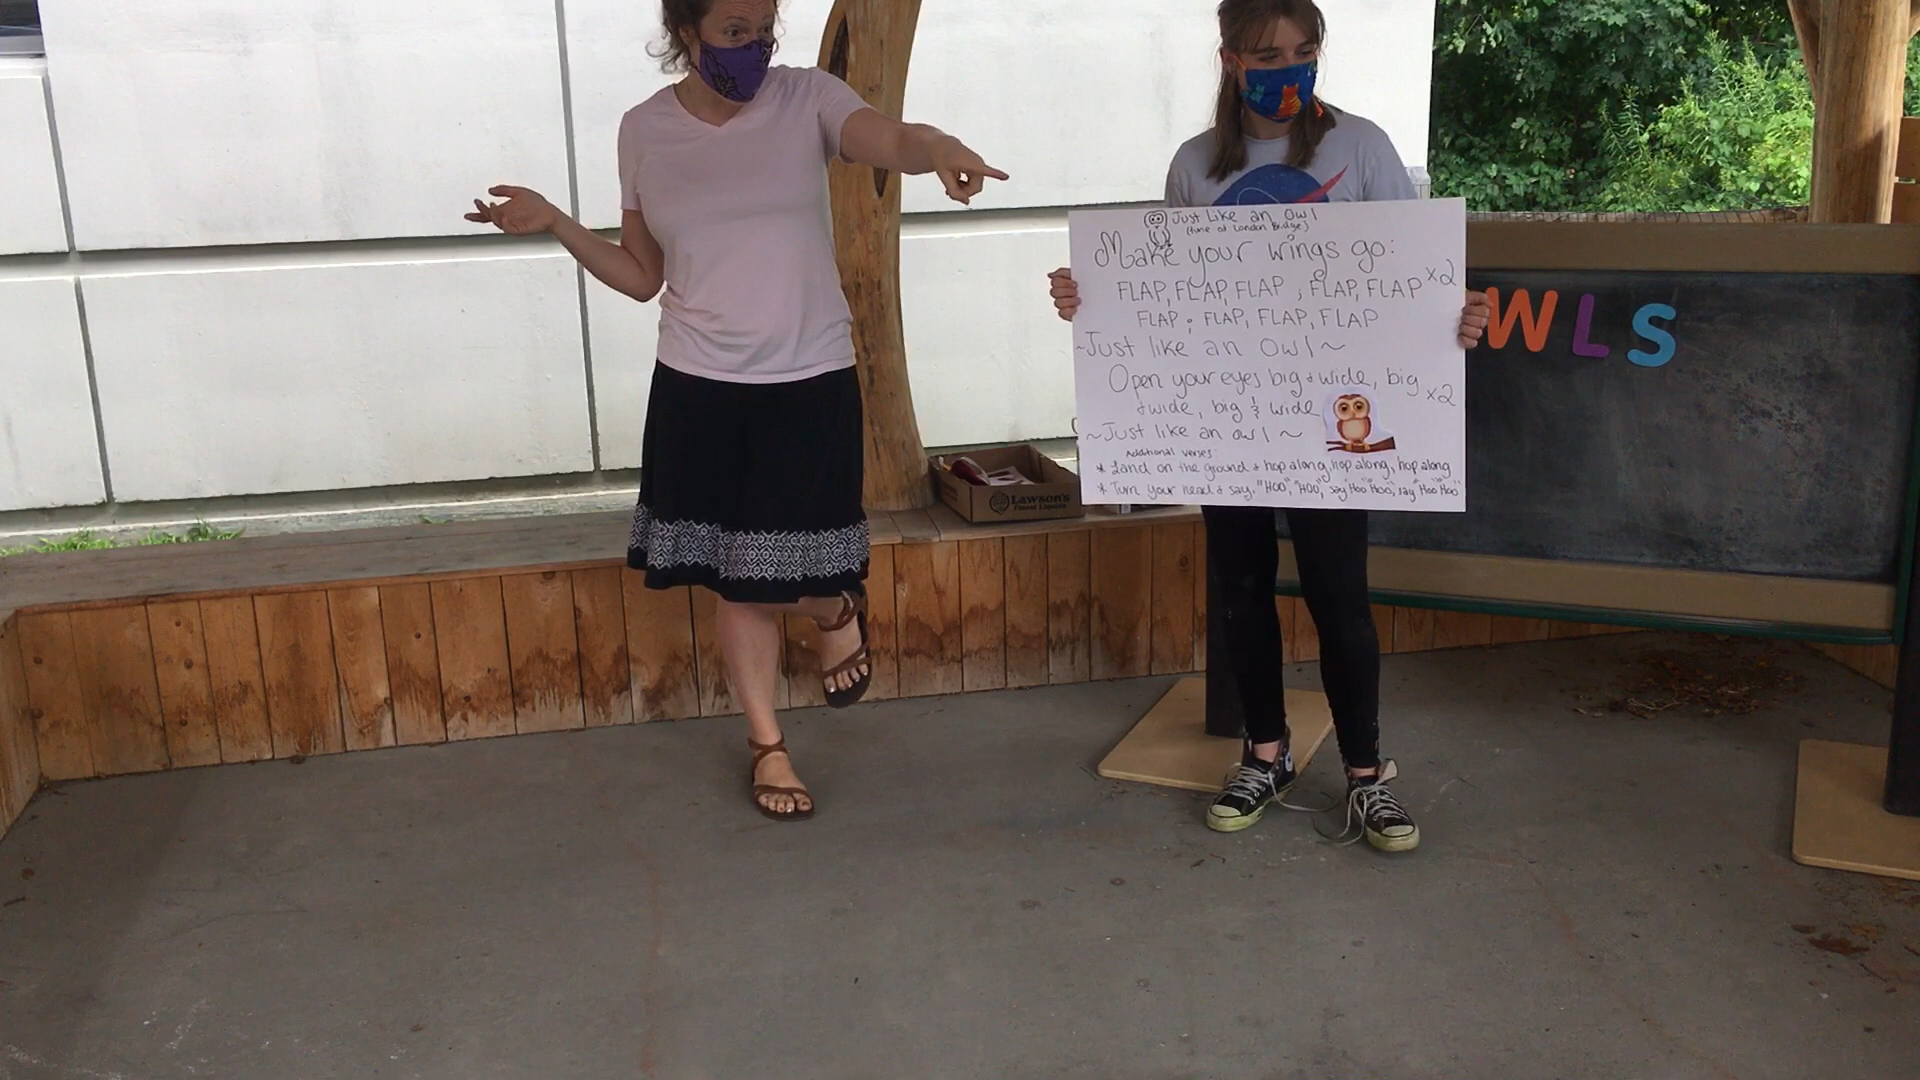 Just Like an Owl
(tune of London Bridge)
Make your wings go:
FLAP, FLAP, FLAP , FLAP, FLAP x2
FLAP , FLAP, FLAP, FLAP
~Just like an Owl~
Open your eyes big & wide, big x2
& wide, big & wide
~Just like an owl~
Additional verses:
* Land on the ground & hop along, hop along, hop along
* Turn your head & say. "HOO", "HOO", say "Hoo" "Hoo", say "Hoo" "Hoo"
WLS
Lawson's
Finest Liquids